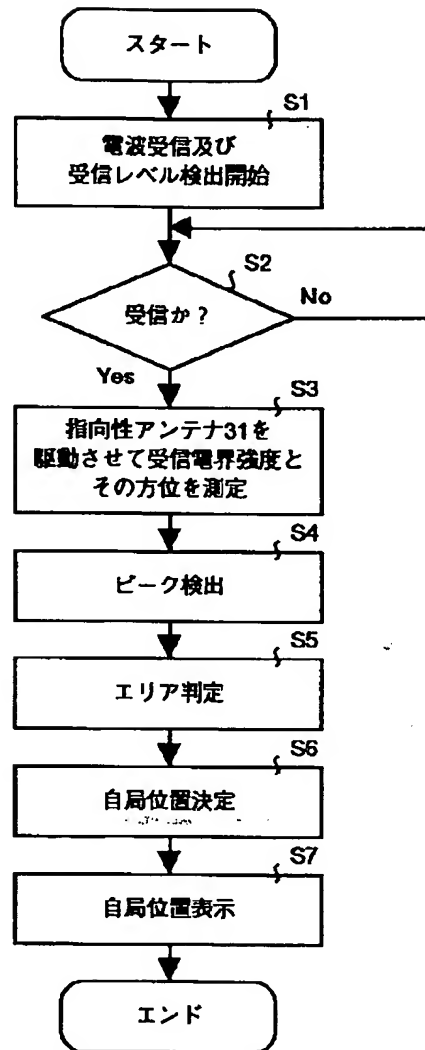 スタート
S1
電波受信及び
受信レベル検出開始
S2
受信か？
No
Yes
S3
指向性アンテナ31を
駆動させて受信電界強度と
その方位を測定
S4
ピーク検出
S5
エリア判定
S6
自局位置決定
S7
自局位置表示
エンド